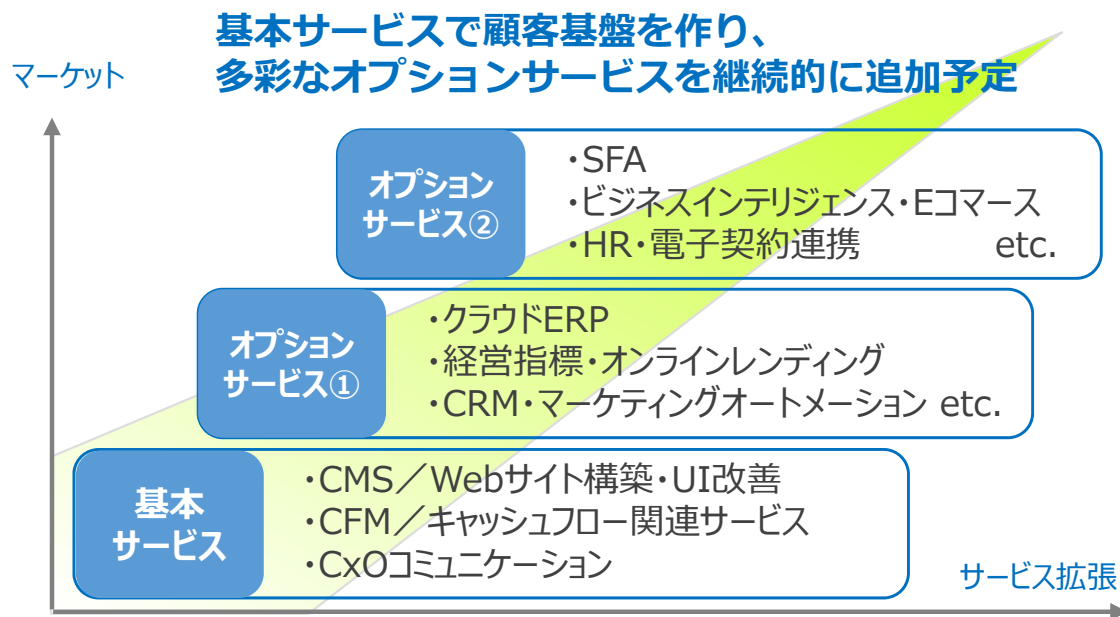 基本サービスで顧客基盤を作り、
多彩なオプションサービスを継続的に追加予定
マーケット
オプション
サービス②
・SFA
・ビジネスインテリジェンス・Eコマース
・HR・電子契約連携 etc.
オプション
サービス①
・クラウドERP
・経営指標・オンラインレンディング
・CRM・マーケティングオートメーション etc.
基本
サービス
・CMS／Webサイト構築・UI改善
・CFM／キャッシュフロー関連サービス
・CxOコミュニケーション
サービス拡張